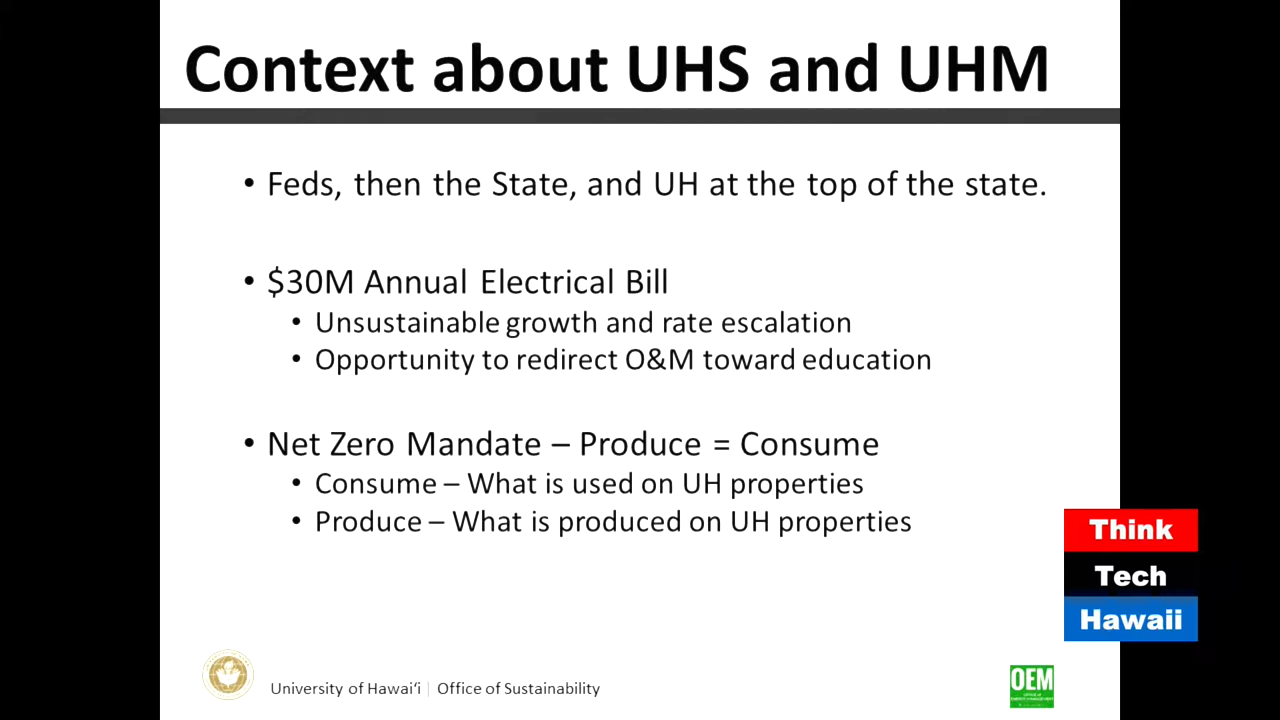 Context about UHS and UHM
• Feds, then the State, and UH at the top of the state.
• $30M Annual Electrical Bill
• Unsustainable growth and rate escalation
• Opportunity to redirect O&M toward education
• Net Zero Mandate – Produce = Consume
• Consume – What is used on UH properties
• Produce – What is produced on UH properties
Think
Tech
Hawaii
University of Hawaiʻi | Office of Sustainability
OEM